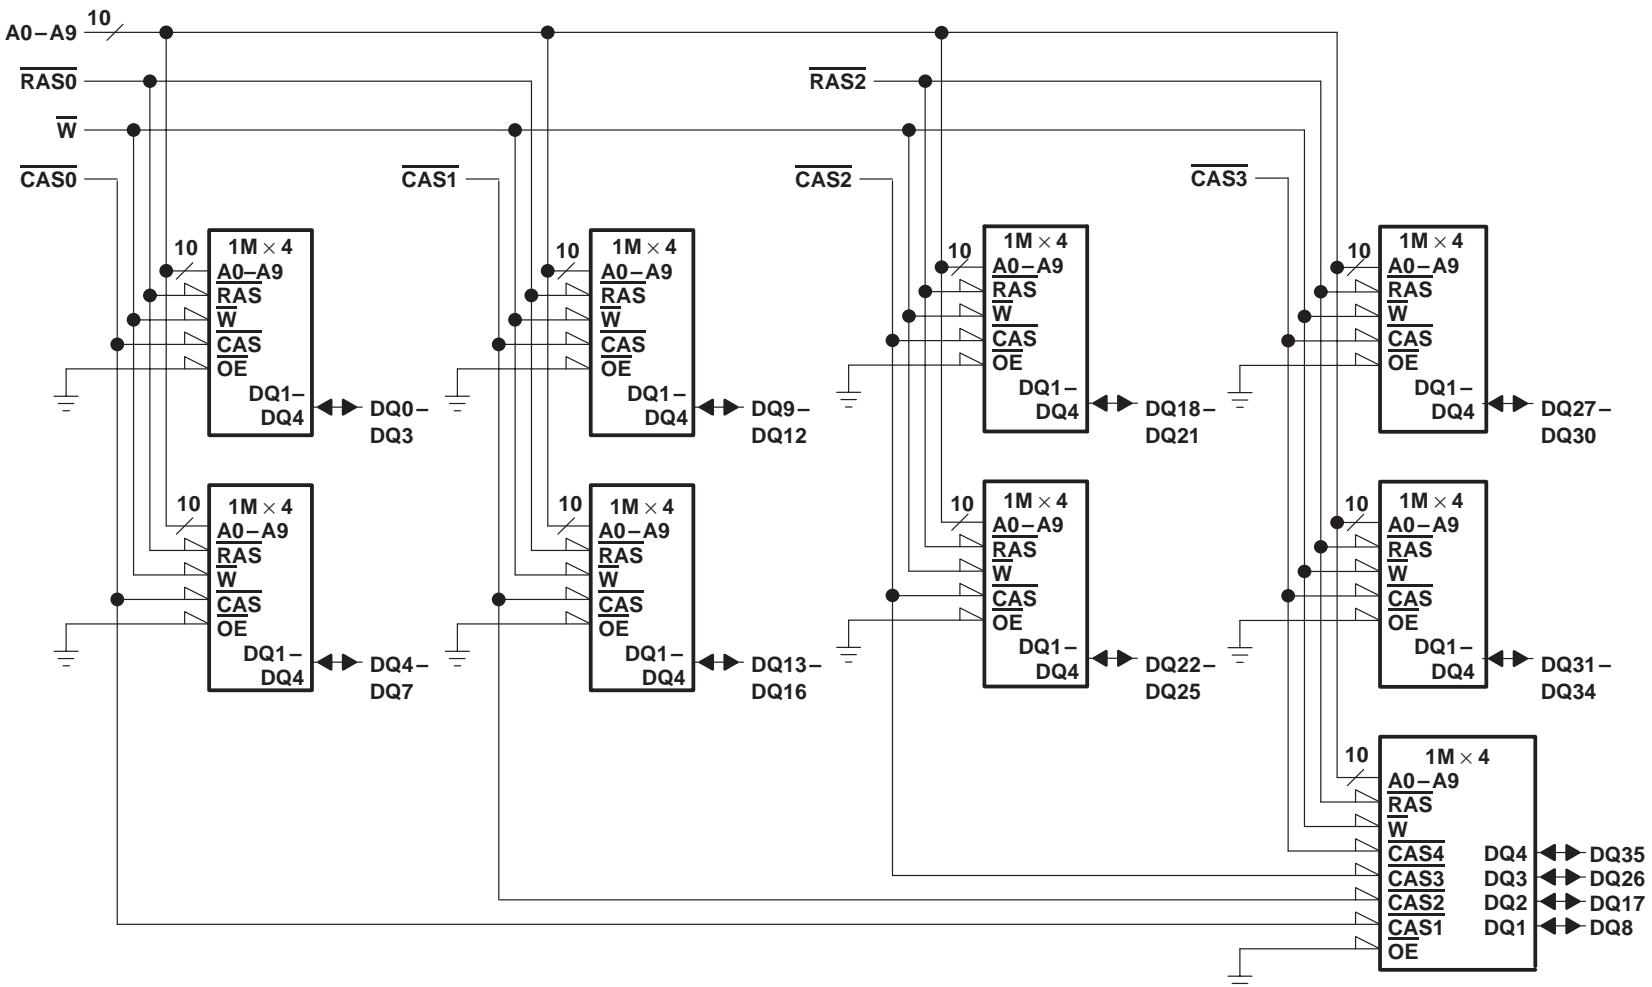 A0–A9
10
RAS0
RAS2
W
CAS0
CAS1
CAS2
CAS3
10
1M × 4
A0–A9
RAS
W
CAS
OE
DQ1–
DQ4
DQ0–
DQ3
10
1M × 4
A0–A9
RAS
W
CAS
OE
DQ1–
DQ4
DQ9–
DQ12
10
1M × 4
A0–A9
RAS
W
CAS
OE
DQ1–
DQ4
DQ18–
DQ21
10
1M × 4
A0–A9
RAS
W
CAS
OE
DQ1–
DQ4
DQ27–
DQ30
10
1M × 4
A0–A9
RAS
W
CAS
OE
DQ1–
DQ4
DQ4–
DQ7
10
1M × 4
A0–A9
RAS
W
CAS
OE
DQ1–
DQ4
DQ13–
DQ16
10
1M × 4
A0–A9
RAS
W
CAS
OE
DQ1–
DQ4
DQ22–
DQ25
10
1M × 4
A0–A9
RAS
W
CAS
OE
DQ1–
DQ4
DQ31–
DQ34
10
1M × 4
A0–A9
RAS
W
CAS4 DQ4 DQ35
CAS3 DQ3 DQ26
CAS2 DQ2 DQ17
CAS1 DQ1 DQ8
OE